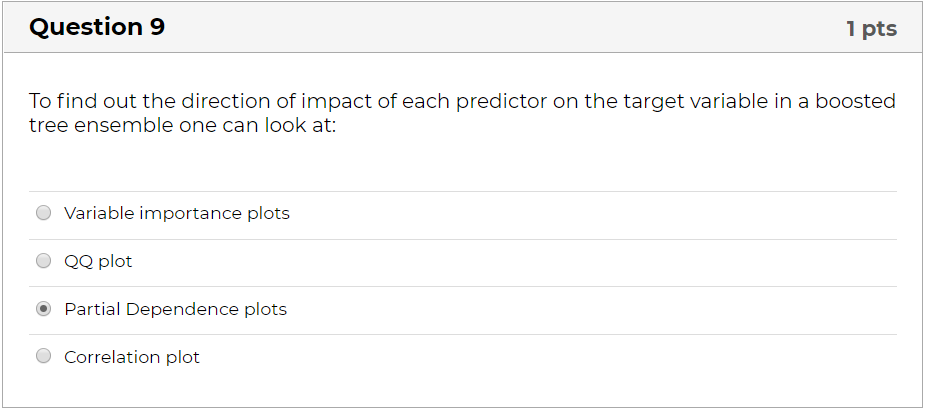 Question 9
1 pts
To find out the direction of impact of each predictor on the target variable in a boosted
tree ensemble one can look at:
Variable importance plots
QQ plot
Partial Dependence plots
Correlation plot